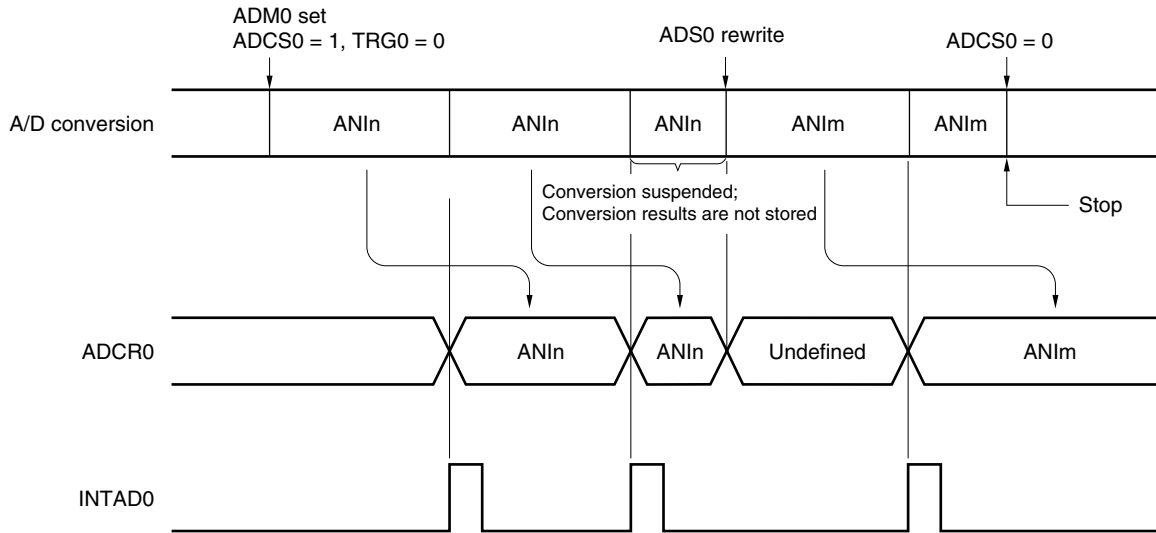 ADM0 set
ADCS0 = 1, TRG0 = 0
ADS0 rewrite
ADCS0 = 0
A/D conversion
ANIn
ANIn
ANIn
ANIm
ANIm
Conversion suspended;
Conversion results are not stored
Stop
ADCR0
ANIn
ANIn
Undefined
ANIm
INTAD0